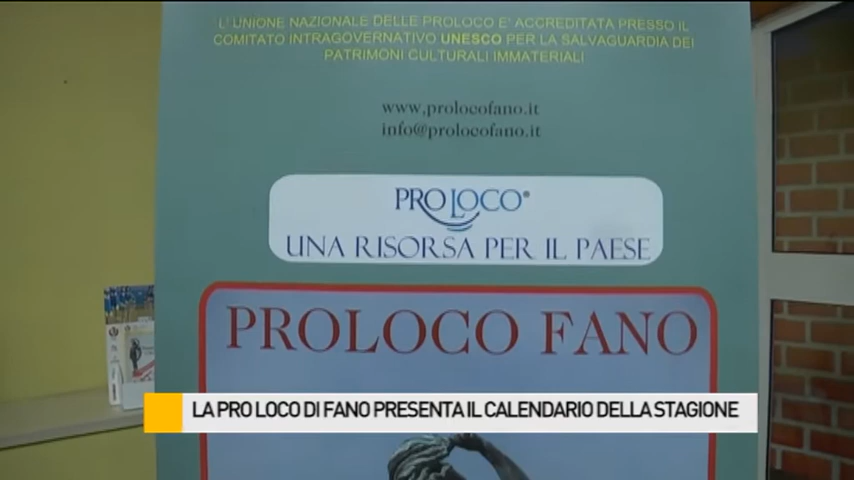 L'UNIONE NAZIONALE DELLE PROLOCO E' ACCREDITATA PRESSO IL
COMITATO INTRAGOVERNATIVO UNESCO PER LA SALVAGUARDIA DEI
PATRIMONI CULTURALI IMMATERIALI
www.prolocofano.it
info@prolocofano.it
PRO LOCO®
UNA RISORSA PER IL PAESE
PROLOCO FANO
LA PRO LOCO DI FANO PRESENTA IL CALENDARIO DELLA STAGIONE